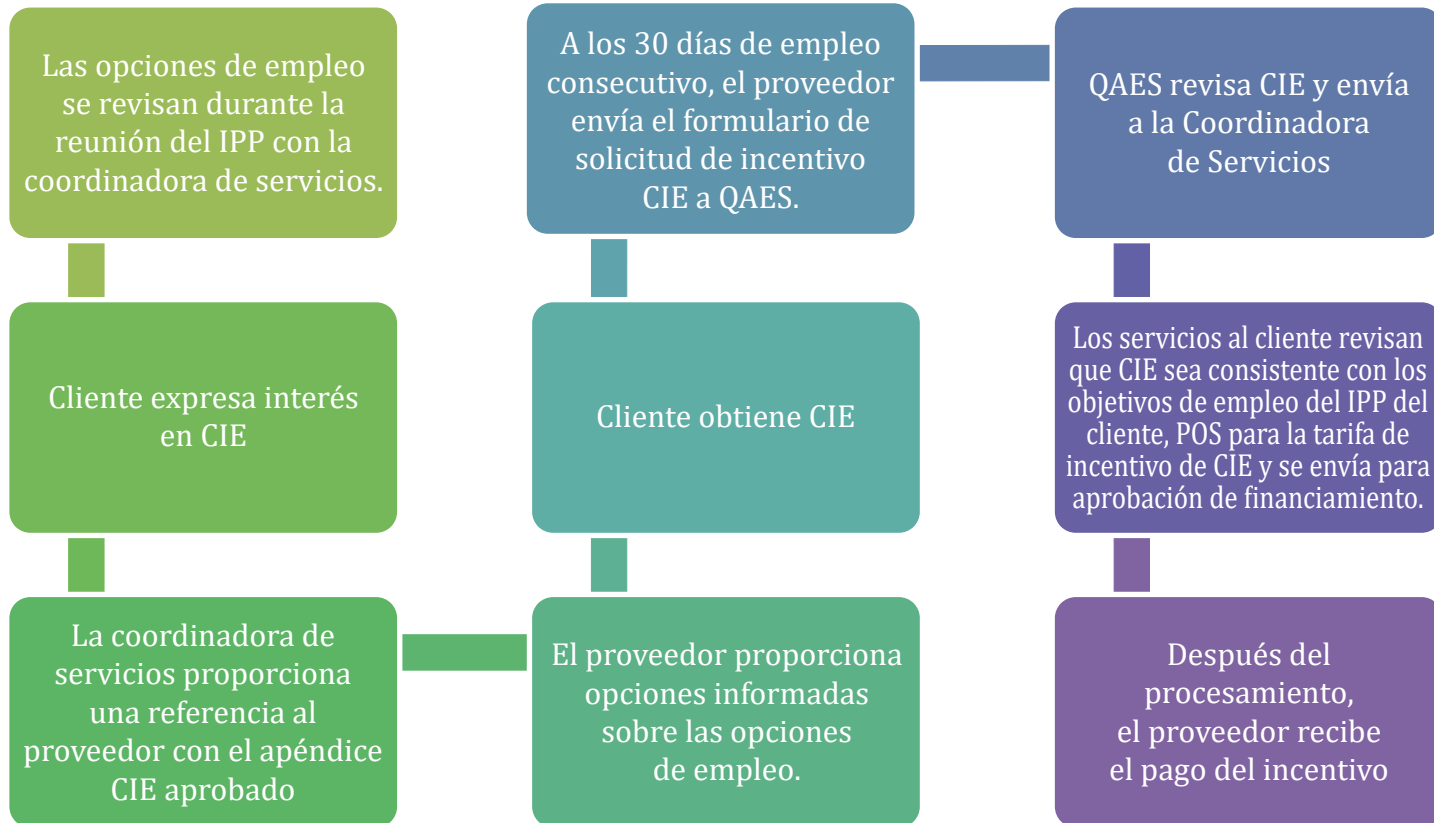 Las opciones de empleo
se revisan durante la
reunión del IPP con la
coordinadora de servicios.
Cliente expresa interés
en CIE
La coordinadora de
servicios proporciona
una referencia al
proveedor con el apéndice
CIE aprobado
El proveedor proporciona
opciones informadas
sobre las opciones
de empleo.
Cliente obtiene CIE
A los 30 días de empleo
consecutivo, el proveedor
envía el formulario de
solicitud de incentivo
CIE a QAES.
QAES revisa CIE y envía
a la Coordinadora
de Servicios
Los servicios al cliente revisan
que CIE sea consistente con los
objetivos de empleo del IPP del
cliente, POS para la tarifa de
incentivo de CIE y se envía para
aprobación de financiamiento.
Después del
procesamiento,
el proveedor recibe
el pago del incentivo